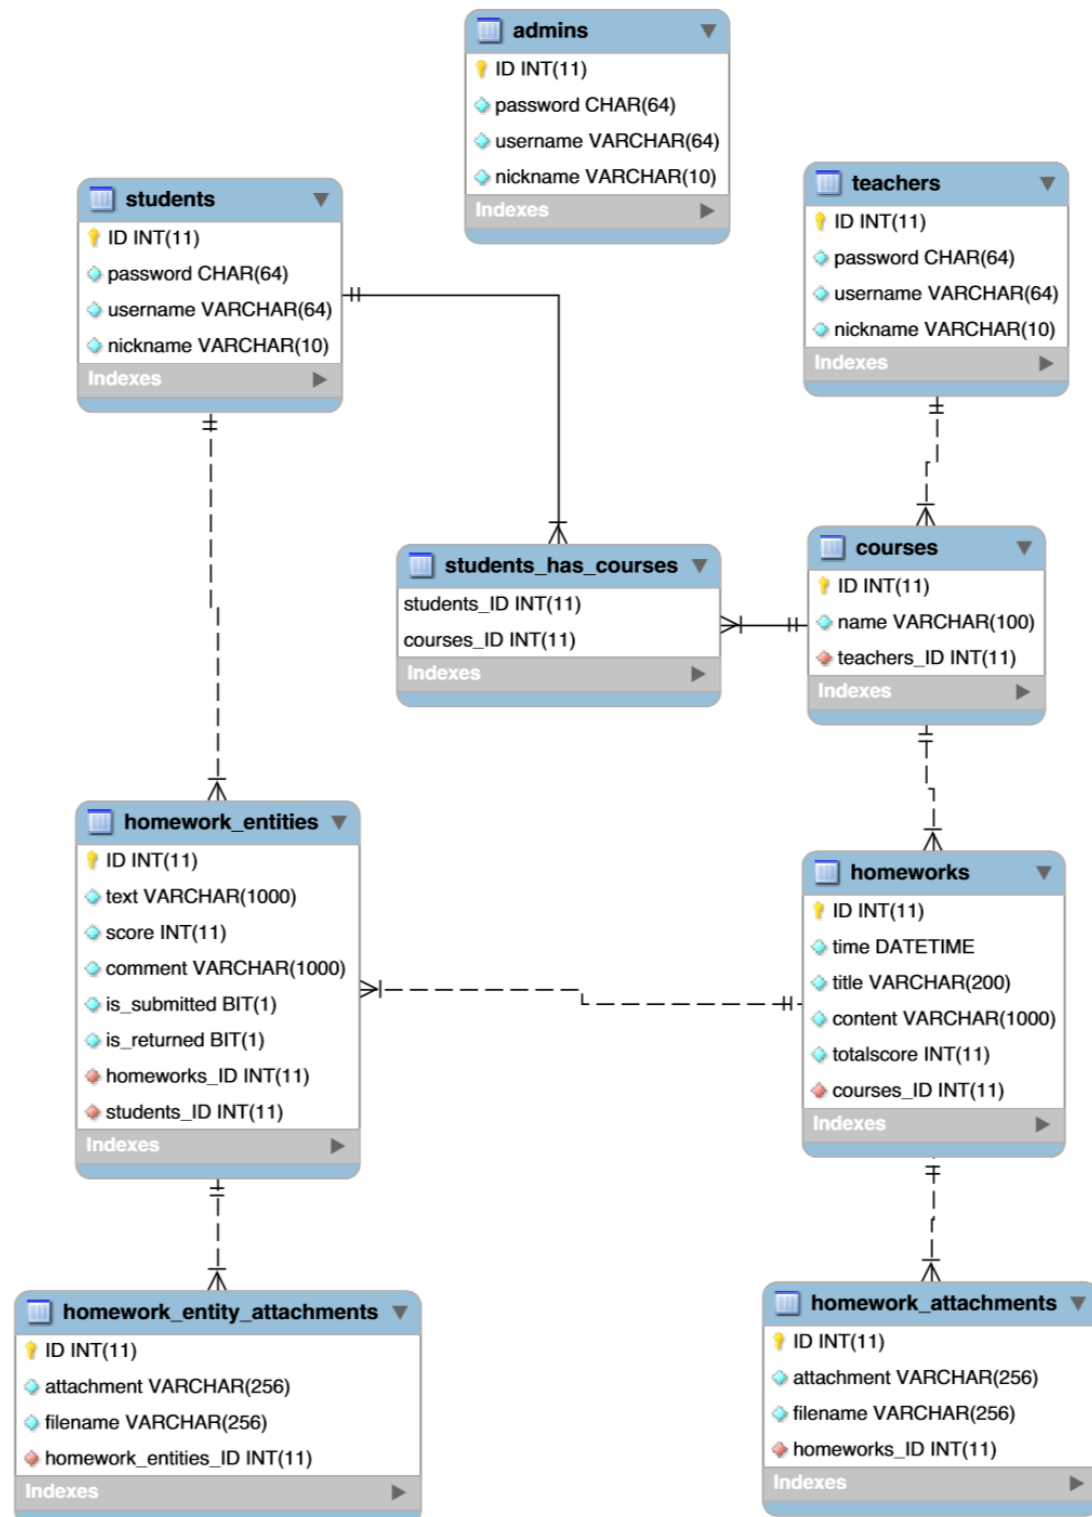 admins
ID INT(11)
password CHAR(64)
username VARCHAR(64)
nickname VARCHAR(10)
Indexes
students
ID INT(11)
password CHAR(64)
username VARCHAR(64)
nickname VARCHAR(10)
Indexes
teachers
ID INT(11)
password CHAR(64)
username VARCHAR(64)
nickname VARCHAR(10)
Indexes
students_has_courses
students_ID INT(11)
courses_ID INT(11)
Indexes
courses
ID INT(11)
name VARCHAR(100)
teachers_ID INT(11)
Indexes
homework_entities
ID INT(11)
text VARCHAR(1000)
score INT(11)
comment VARCHAR(1000)
is_submitted BIT(1)
is_returned BIT(1)
homeworks_ID INT(11)
students_ID INT(11)
Indexes
homeworks
ID INT(11)
time DATETIME
title VARCHAR(200)
content VARCHAR(1000)
totalscore INT(11)
courses_ID INT(11)
Indexes
homework_entity_attachments
ID INT(11)
attachment VARCHAR(256)
filename VARCHAR(256)
homework_entities_ID INT(11)
Indexes
homework_attachments
ID INT(11)
attachment VARCHAR(256)
filename VARCHAR(256)
homeworks_ID INT(11)
Indexes